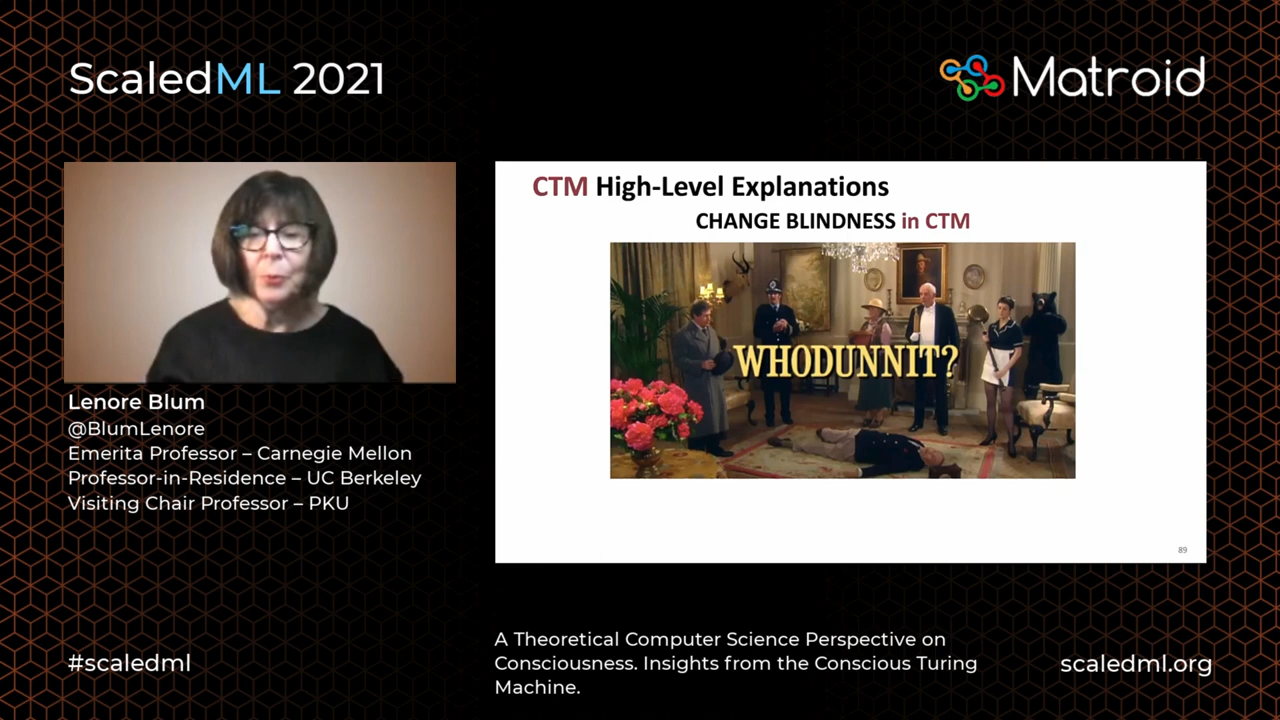 ScaledML 2021
Matroid
CTM High-Level Explanations
CHANGE BLINDNESS in CTM
WHODUNNIT?
89
Lenore Blum
@BlumLenore
Emerita Professor – Carnegie Mellon
Professor-in-Residence – UC Berkeley
Visiting Chair Professor – PKU
#scaledml
A Theoretical Computer Science Perspective on
Consciousness. Insights from the Conscious Turing
Machine.
scaledml.org